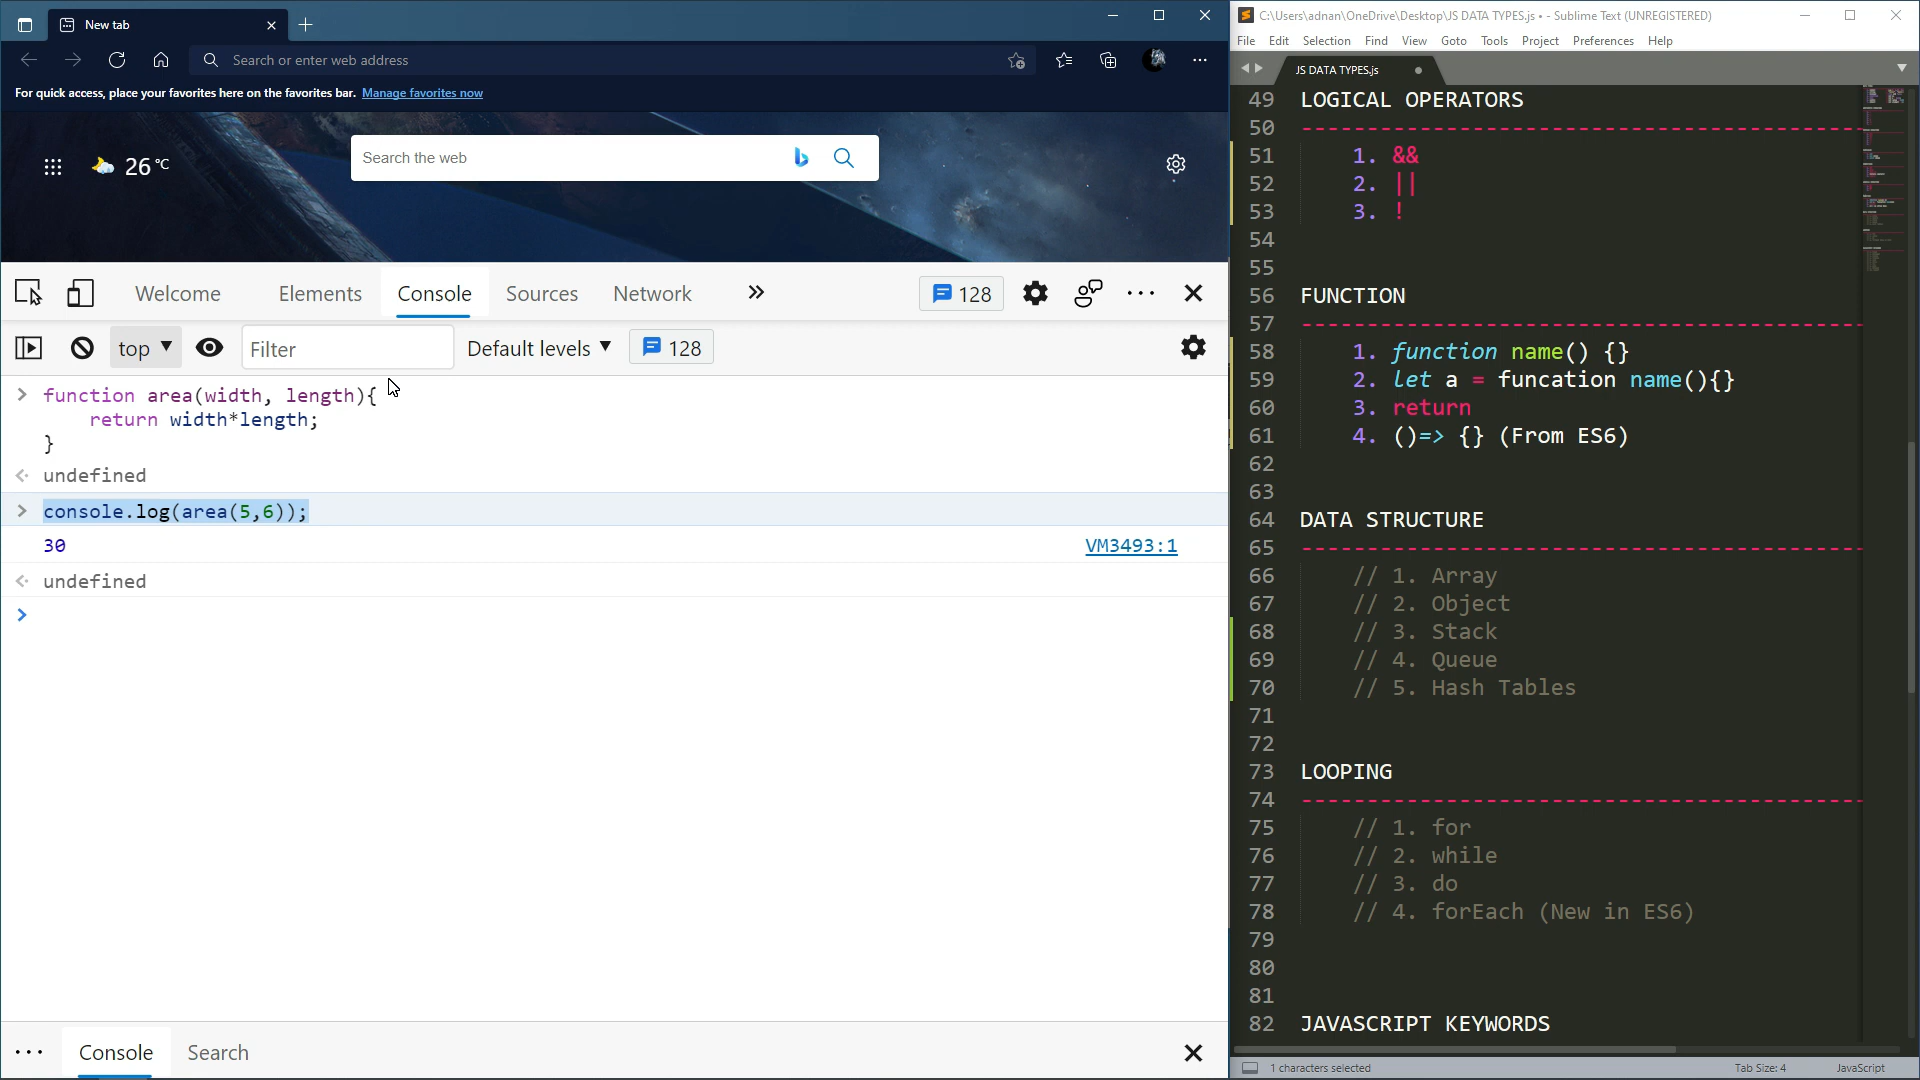 New tab
Search or enter web address
For quick access, place your favorites here on the favorites bar. Manage favorites now
26 °C
Search the web
Welcome
Elements
Console
Sources
Network
128
top
Filter
Default levels
128
function area(width, length){
return width*length;
}
undefined
console.log(area(5,6));
30
VM3493:1
undefined
Console
Search
C:\Users\adnan\OneDrive\Desktop\JS DATA TYPES.js • - Sublime Text (UNREGISTERED)
File Edit Selection Find View Goto Tools Project Preferences Help
JS DATA TYPES.js
49 LOGICAL OPERATORS
50 -------------------------------------------
51 1. &&
52 2. ||
53 3. !
54
55
56 FUNCTION
57 -------------------------------------------
58 1. function name() {}
59 2. let a = funcation name(){}
60 3. return
61 4. ()=> {} (From ES6)
62
63
64 DATA STRUCTURE
65 -------------------------------------------
66 // 1. Array
67 // 2. Object
68 // 3. Stack
69 // 4. Queue
70 // 5. Hash Tables
71
72
73 LOOPING
74 -------------------------------------------
75 // 1. for
76 // 2. while
77 // 3. do
78 // 4. forEach (New in ES6)
79
80
81
82 JAVASCRIPT KEYWORDS
1 characters selected
Tab Size: 4
JavaScript